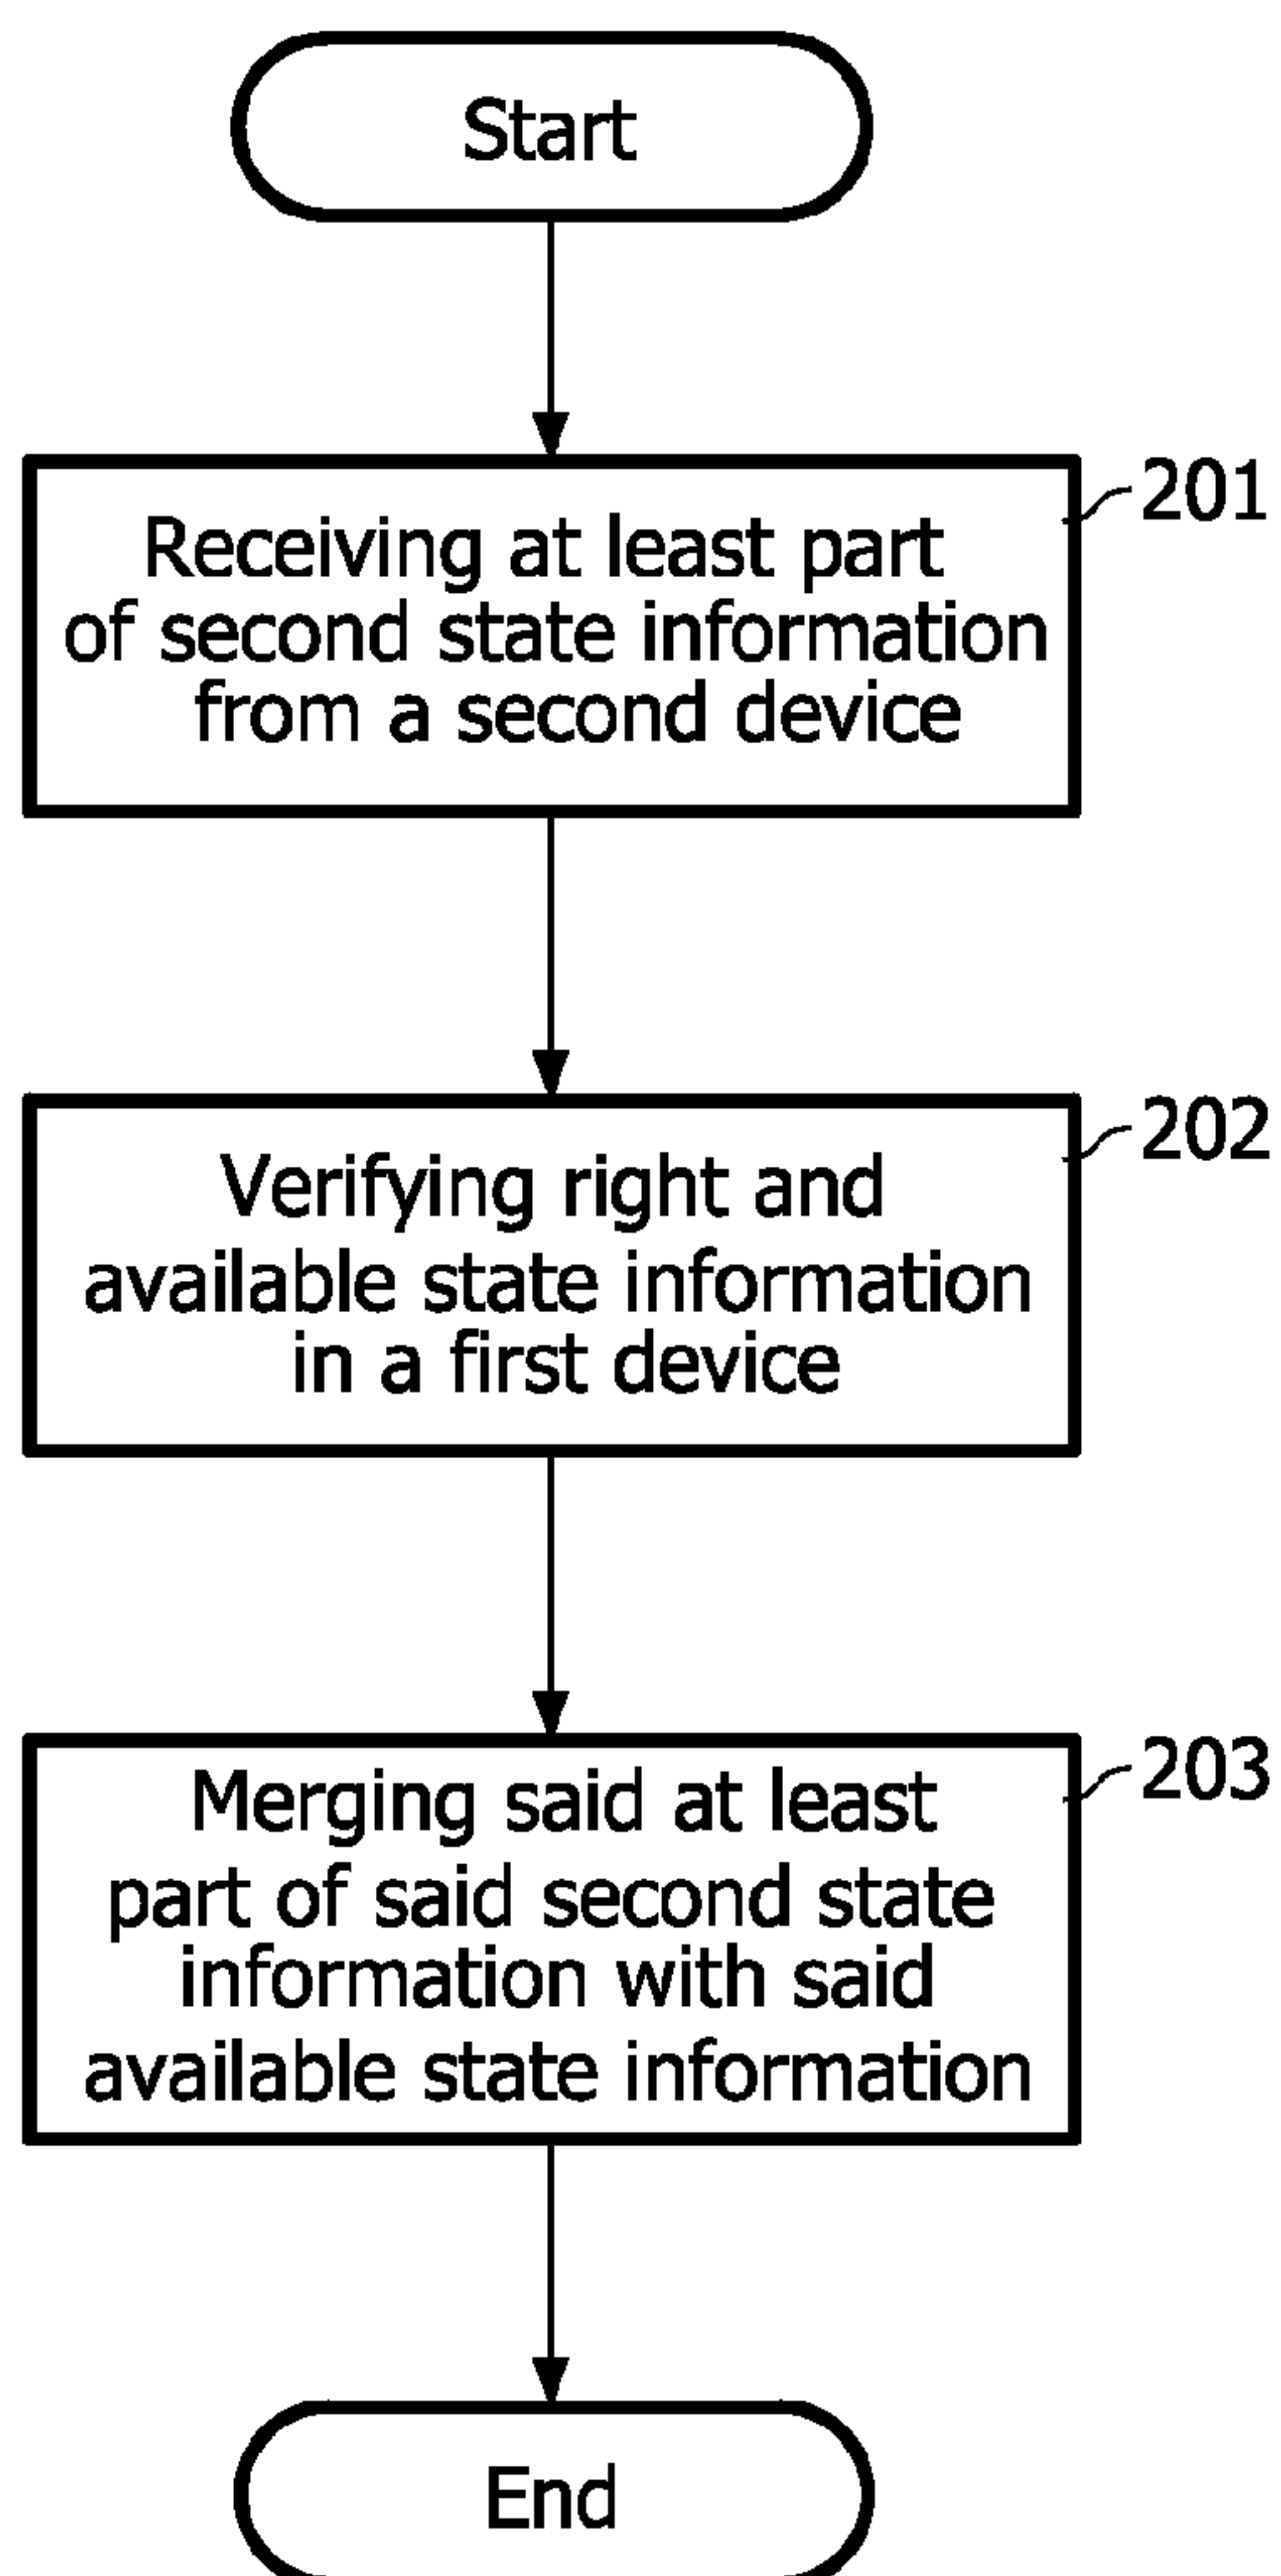 Start
201
Receiving at least part
of second state information
from a second device
202
Verifying right and
available state information
in a first device
203
Merging said at least
part of said second state
information with said
available state information
End